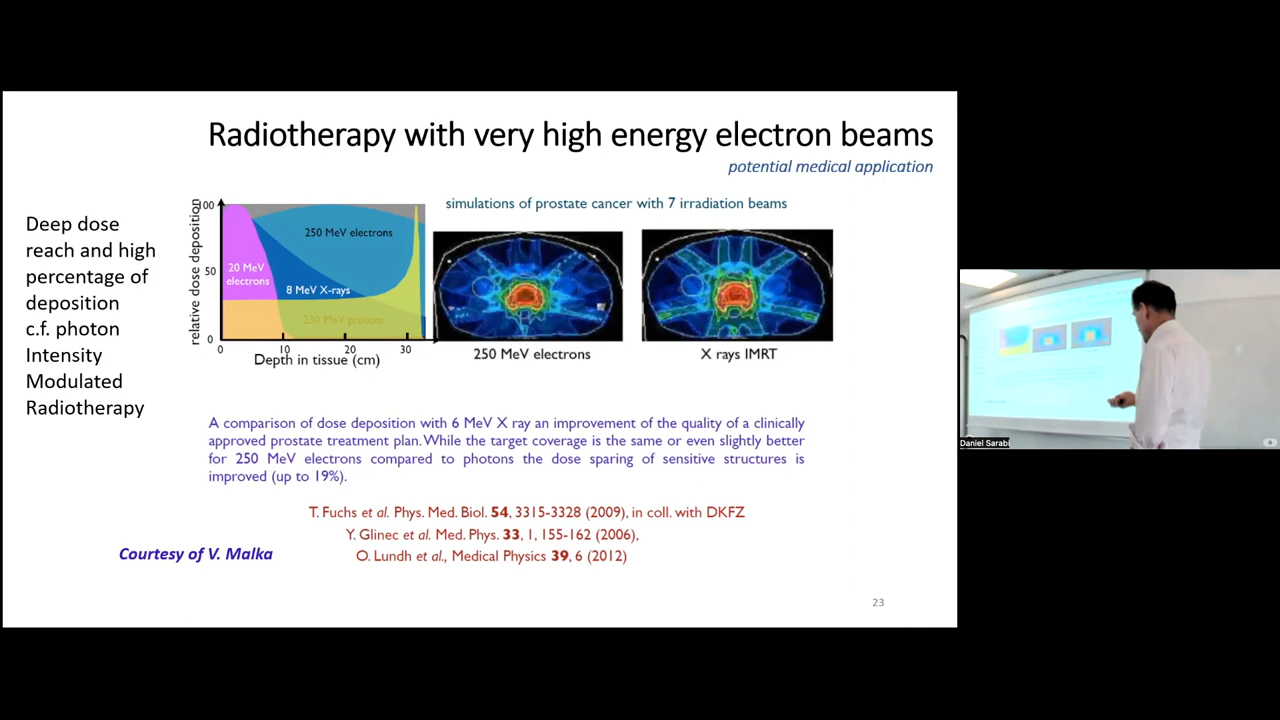 Radiotherapy with very high energy electron beams
potential medical application
Deep dose
reach and high
percentage of
deposition
c.f. photon
Intensity
Modulated
Radiotherapy
relative dose deposition
00
50
0
250 MeV electrons
20 MeV
electrons
8 MeV X-rays
230 MeV protons
0
10
20
30
Depth in tissue (cm)
simulations of prostate cancer with 7 irradiation beams
250 MeV electrons
X rays IMRT
A comparison of dose deposition with 6 MeV X ray an improvement of the quality of a clinically
approved prostate treatment plan. While the target coverage is the same or even slightly better
for 250 MeV electrons compared to photons the dose sparing of sensitive structures is
improved (up to 19%).
T. Fuchs et al. Phys. Med. Biol. 54, 3315-3328 (2009), in coll. with DKFZ
Y. Glinec et al. Med. Phys. 33, 1, 155-162 (2006),
O. Lundh et al., Medical Physics 39, 6 (2012)
Courtesy of V. Malka
23
Daniel Sarabi